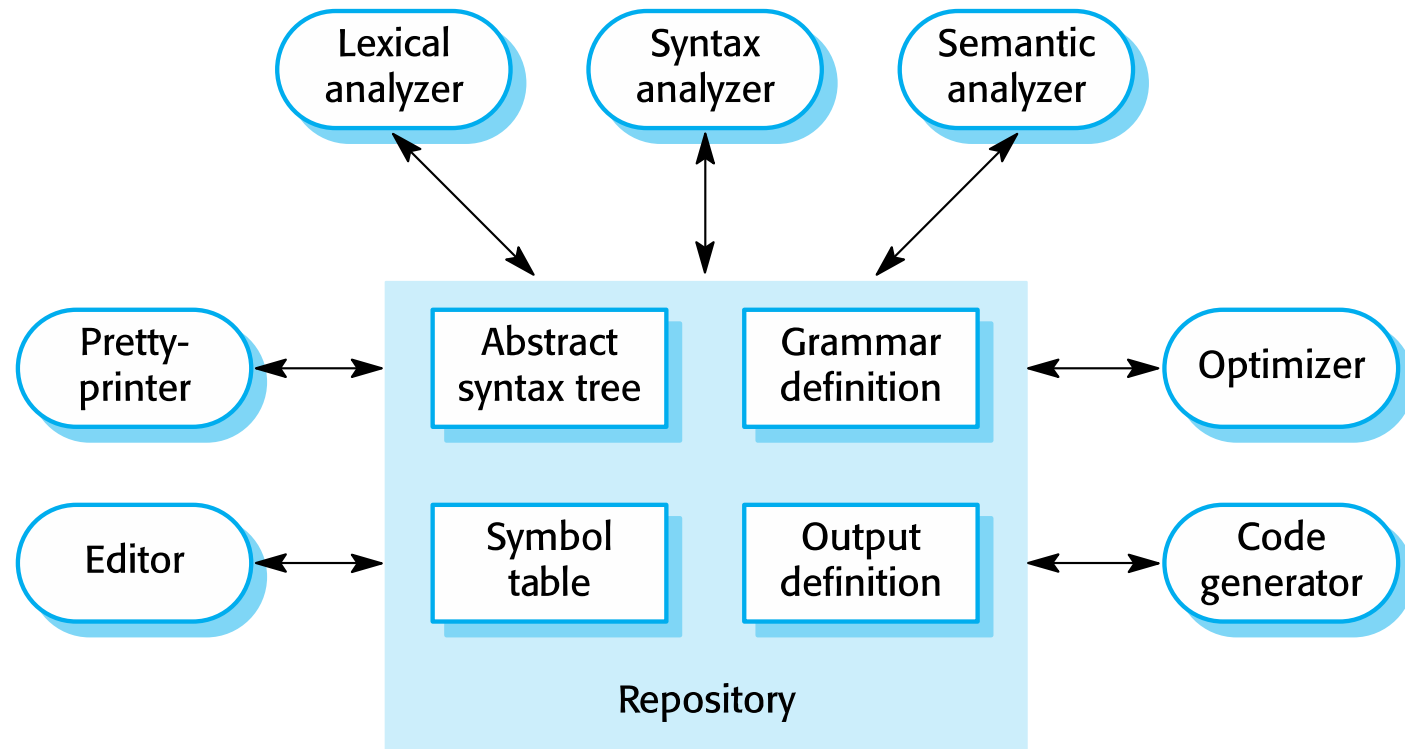 Lexical
analyzer
Syntax
analyzer
Semantic
analyzer
Pretty-
printer
Abstract
syntax tree
Grammar
definition
Optimizer
Editor
Symbol
table
Output
definition
Code
generator
Repository